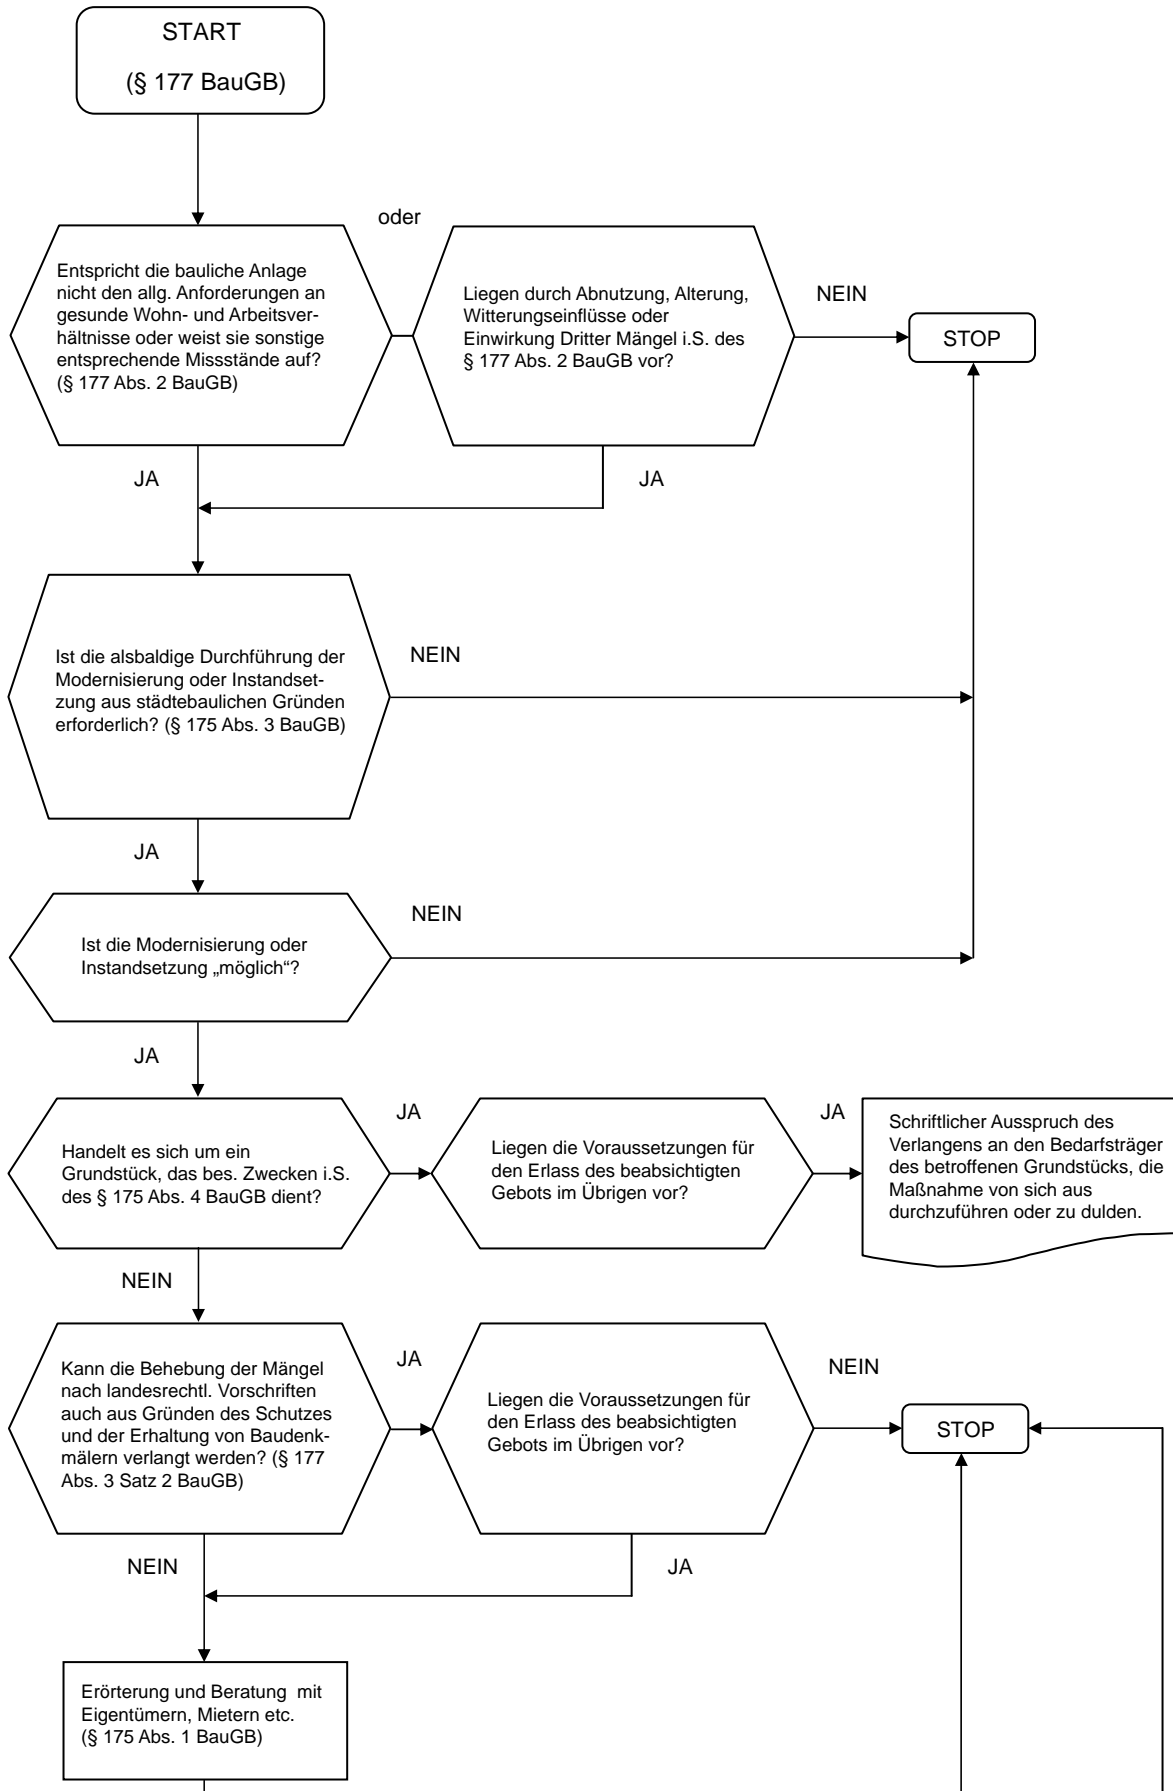 START
(§ 177 BauGB)
oder
Entspricht die bauliche Anlage
nicht den allg. Anforderungen an
gesunde Wohn- und Arbeitsver-
hältnisse oder weist sie sonstige
entsprechende Missstände auf?
(§ 177 Abs. 2 BauGB)
Liegen durch Abnutzung, Alterung,
Witterungseinflüsse oder
Einwirkung Dritter Mängel i.S. des
§ 177 Abs. 2 BauGB vor?
NEIN
STOP
JA
JA
Ist die alsbaldige Durchführung der
Modernisierung oder Instandset-
zung aus städtebaulichen Gründen
erforderlich? (§ 175 Abs. 3 BauGB)
NEIN
JA
Ist die Modernisierung oder
Instandsetzung „möglich“?
NEIN
JA
Handelt es sich um ein
Grundstück, das bes. Zwecken i.S.
des § 175 Abs. 4 BauGB dient?
JA
Liegen die Voraussetzungen für
den Erlass des beabsichtigten
Gebots im Übrigen vor?
JA
Schriftlicher Ausspruch des
Verlangens an den Bedarfsträger
des betroffenen Grundstücks, die
Maßnahme von sich aus
durchzuführen oder zu dulden.
NEIN
Kann die Behebung der Mängel
nach landesrechtl. Vorschriften
auch aus Gründen des Schutzes
und der Erhaltung von Baudenk-
mälern verlangt werden? (§ 177
Abs. 3 Satz 2 BauGB)
JA
Liegen die Voraussetzungen für
den Erlass des beabsichtigten
Gebots im Übrigen vor?
NEIN
STOP
NEIN
JA
Erörterung und Beratung mit
Eigentümern, Mietern etc.
(§ 175 Abs. 1 BauGB)